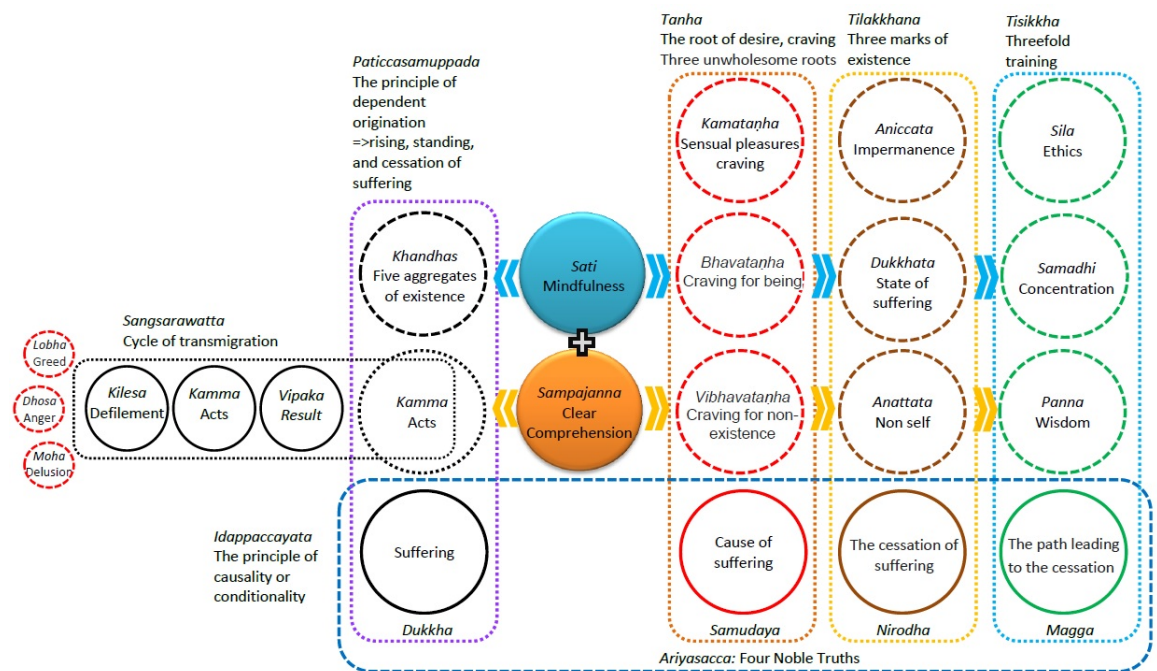 Tanha
The root of desire, craving
Three unwholesome roots
Tilakkhana
Three marks of
existence
Tisikkha
Threefold
training
Paticcasamuppada
The principle of
dependent
origination
=>rising, standing,
and cessation of
suffering
Kamataṇha
Sensual pleasures
craving
Aniccata
Impermanence
Sila
Ethics
Khandhas
Five aggregates
of existence
Sati
Mindfulness
Bhavataṇha
Craving for being
Dukkhata
State of
suffering
Samadhi
Concentration
Sangsarawatta
Cycle of transmigration
Lobha
Greed
Dhosa
Anger
Moha
Delusion
Kilesa
Defilement
Kamma
Acts
Vipaka
Result
Kamma
Acts
Sampajanna
Clear
Comprehension
Vibhavataṇha
Craving for non-
existence
Anattata
Non self
Panna
Wisdom
Idappaccayata
The principle of
causality or
conditionality
Suffering
Cause of
suffering
The cessation of
suffering
The path leading
to the cessation
Dukkha
Samudaya
Nirodha
Magga
Ariyasacca: Four Noble Truths